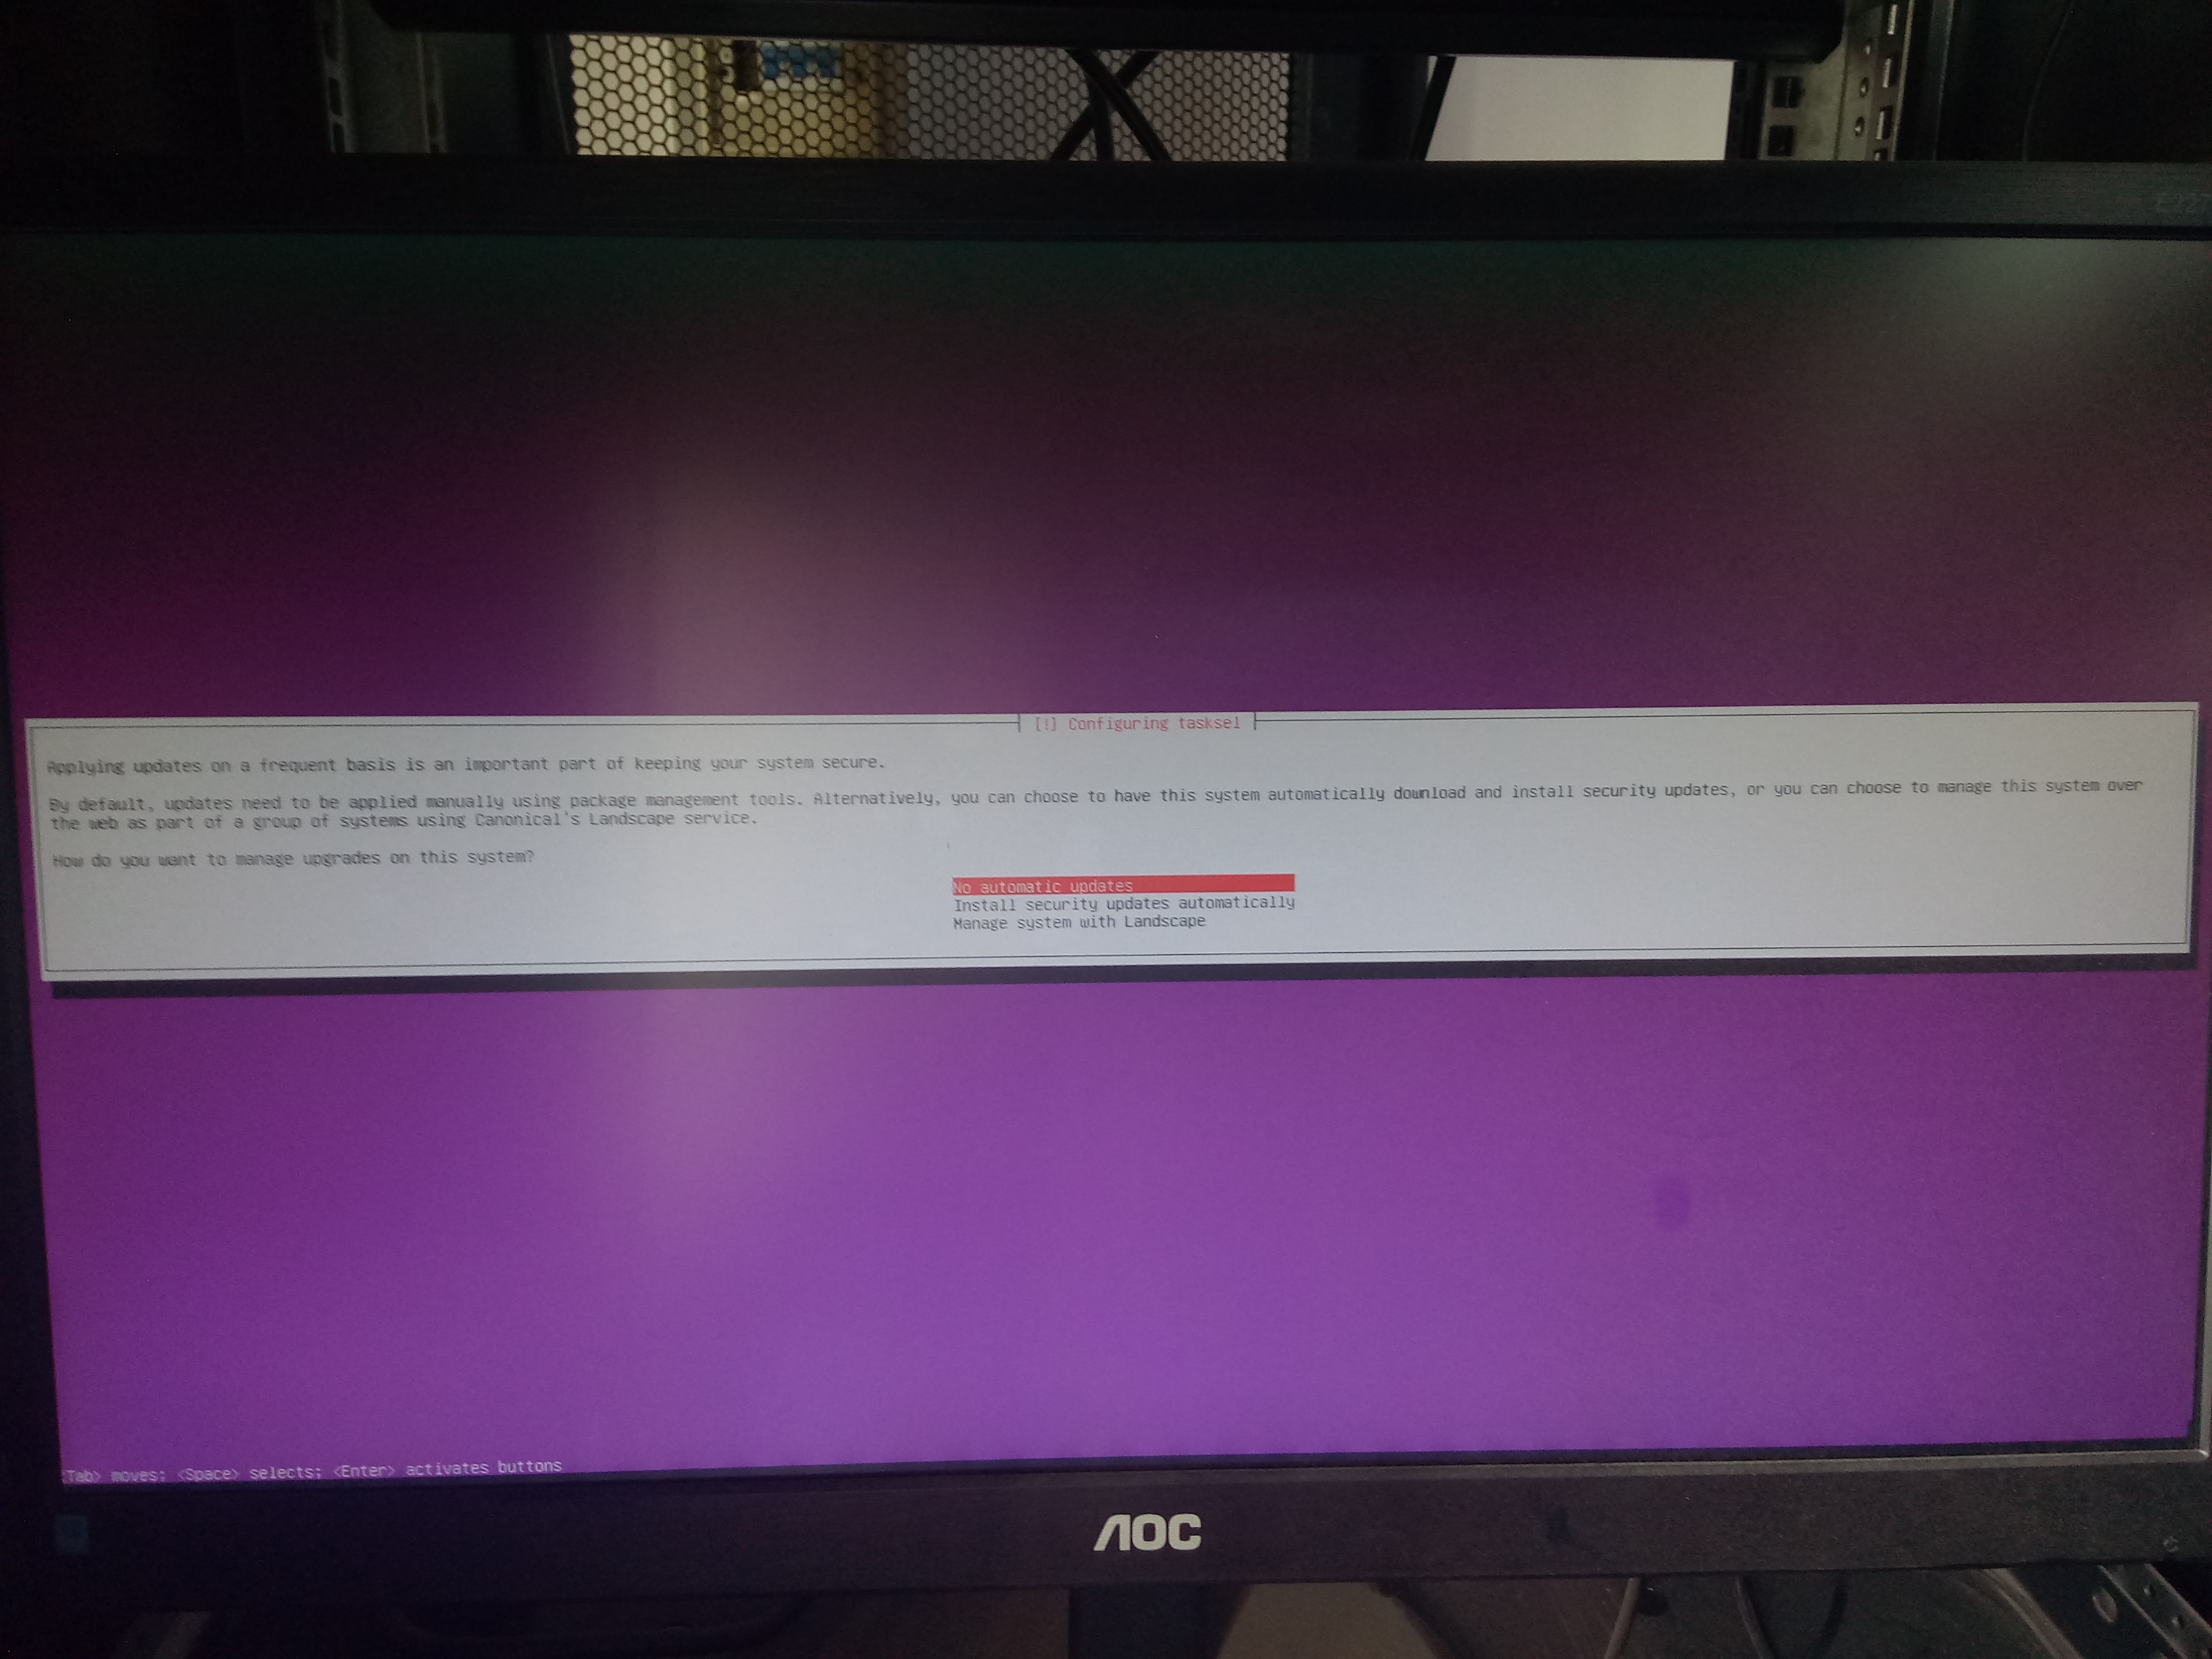 [!] Configuring tasksel
Applying updates on a frequent basis is an important part of keeping your system secure.
By default, updates need to be applied manually using package management tools. Alternatively, you can choose to have this system automatically download and install security updates, or you can choose to manage this system over
the web as part of a group of systems using Canonical's Landscape service.
How do you want to manage upgrades on this system?
No automatic updates
Install security updates automatically
Manage system with Landscape
<Tab> moves; <Space> selects; <Enter> activates buttons
AOC